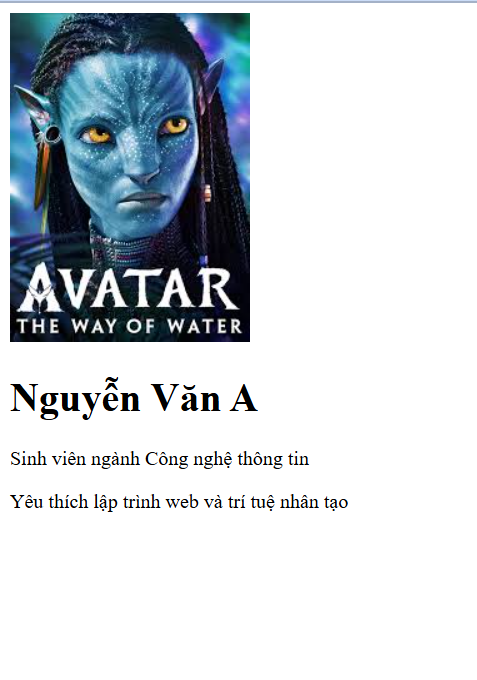 AVATAR
THE WAY OF WATER
Nguyễn Văn A
Sinh viên ngành Công nghệ thông tin
Yêu thích lập trình web và trí tuệ nhân tạo